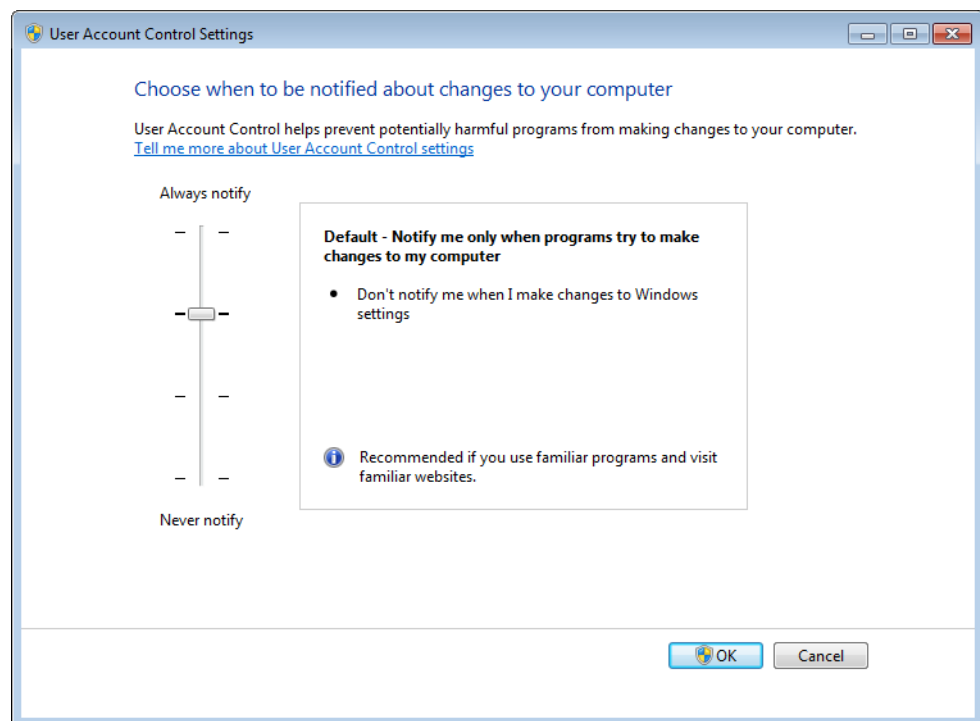 User Account Control Settings
Choose when to be notified about changes to your computer
User Account Control helps prevent potentially harmful programs from making changes to your computer.
Tell me more about User Account Control settings
Always notify
Default - Notify me only when programs try to make
changes to my computer
• Don't notify me when I make changes to Windows
settings
Recommended if you use familiar programs and visit
familiar websites.
Never notify
OK
Cancel